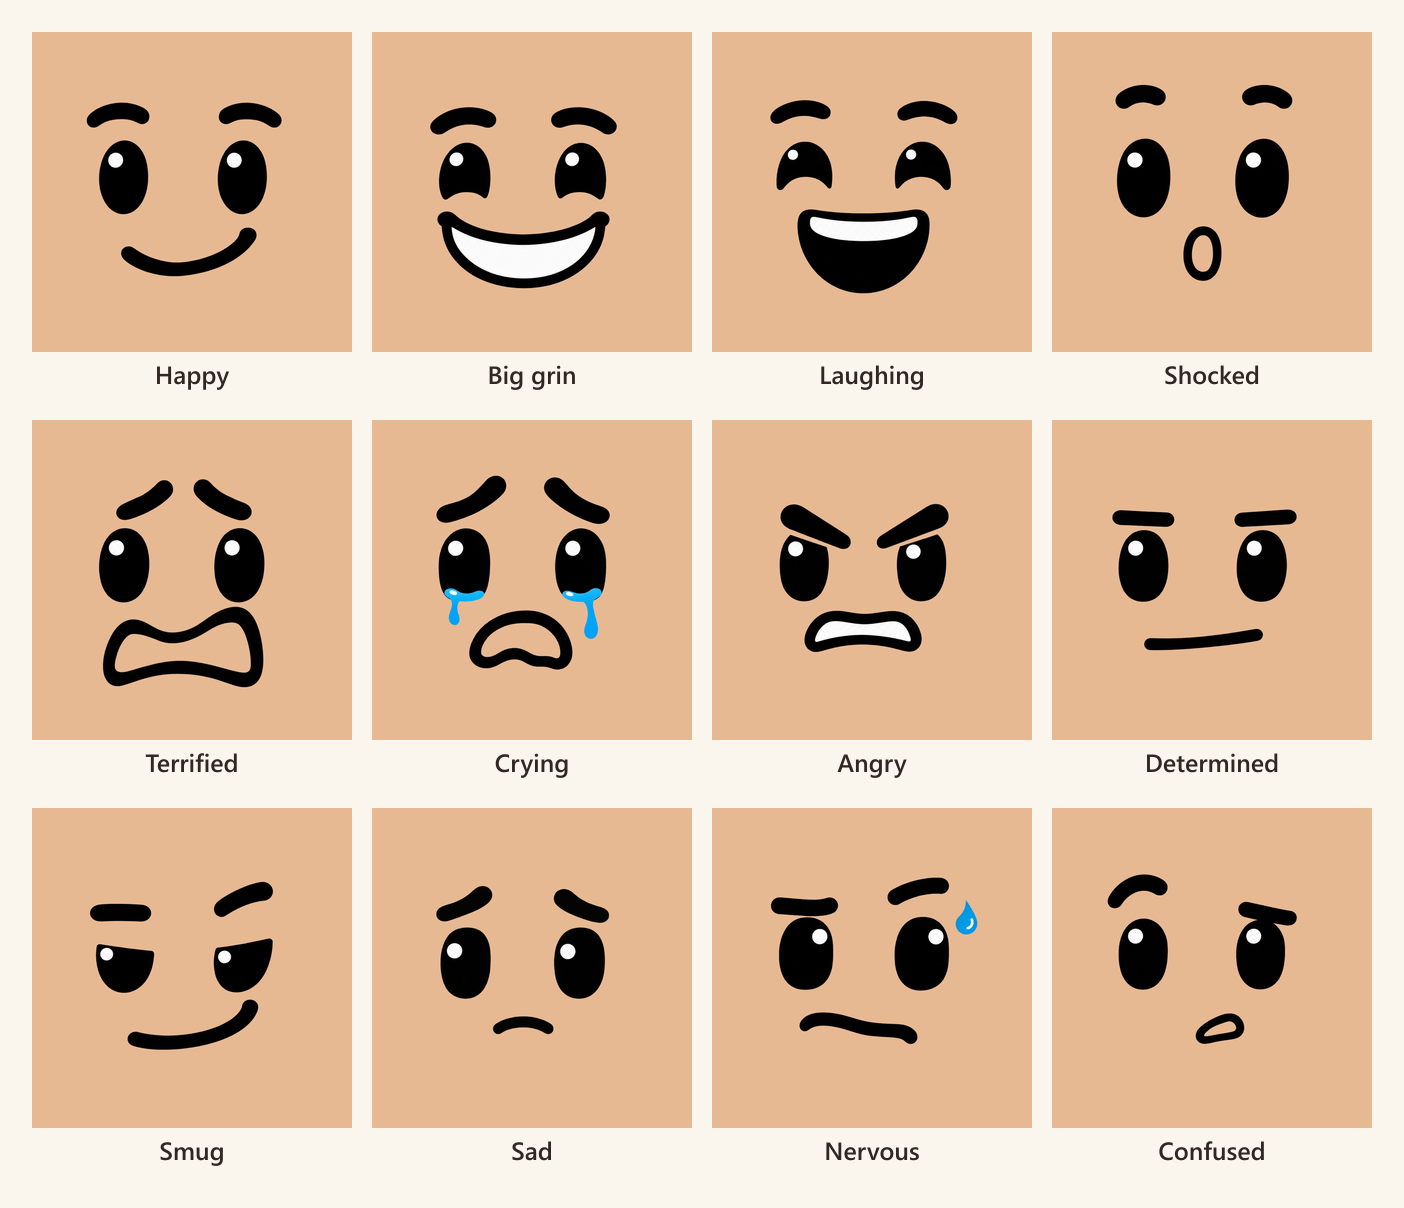 Happy
Big grin
Laughing
Shocked
Terrified
Crying
Angry
Determined
Smug
Sad
Nervous
Confused